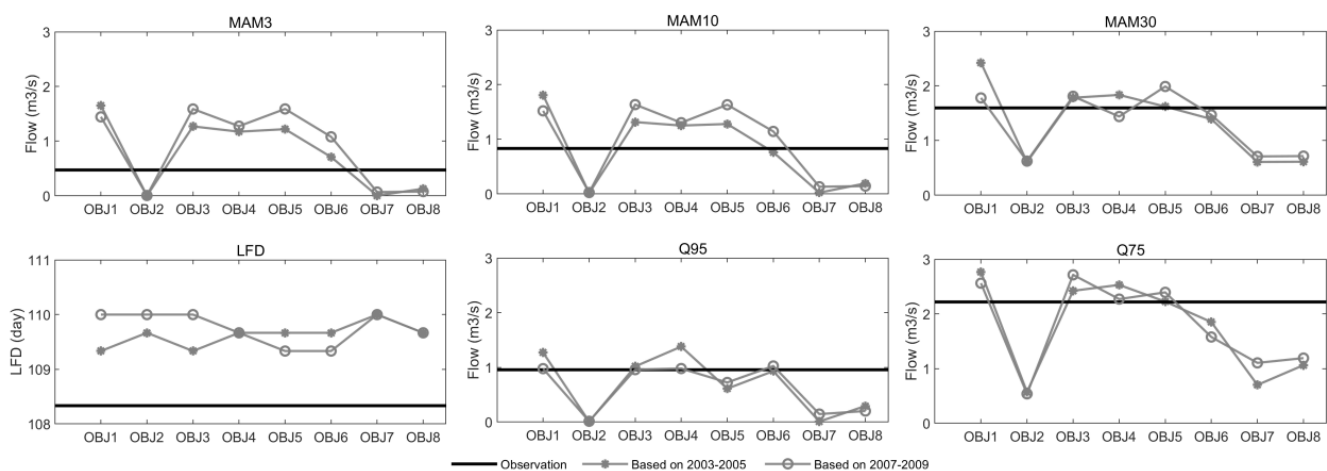 MAM3
3
2
1
0
Flow (m3/s)
OBJ1 OBJ2 OBJ3 OBJ4 OBJ5 OBJ6 OBJ7 OBJ8
MAM10
3
2
1
0
Flow (m3/s)
OBJ1 OBJ2 OBJ3 OBJ4 OBJ5 OBJ6 OBJ7 OBJ8
MAM30
3
2
1
0
Flow (m3/s)
OBJ1 OBJ2 OBJ3 OBJ4 OBJ5 OBJ6 OBJ7 OBJ8
LFD
111
110
109
108
LFD (day)
OBJ1 OBJ2 OBJ3 OBJ4 OBJ5 OBJ6 OBJ7 OBJ8
Q95
3
2
1
0
Flow (m3/s)
OBJ1 OBJ2 OBJ3 OBJ4 OBJ5 OBJ6 OBJ7 OBJ8
Q75
3
2
1
0
Flow (m3/s)
OBJ1 OBJ2 OBJ3 OBJ4 OBJ5 OBJ6 OBJ7 OBJ8
Observation Based on 2003-2005 Based on 2007-2009